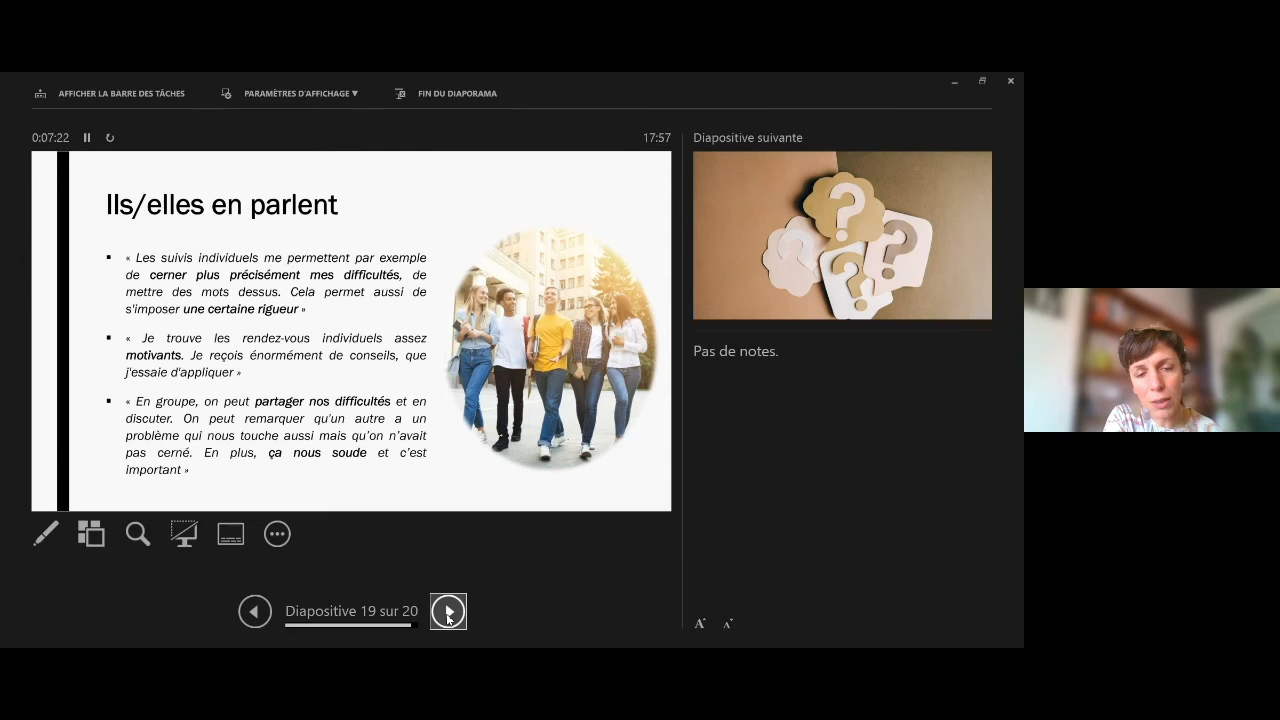 AFFICHER LA BARRE DES TÂCHES
PARAMÈTRES D'AFFICHAGE ▼
FIN DU DIAPORAMA
0:07:22
17:57
Ils/elles en parlent
▪ « Les suivis individuels me permettent par exemple
de cerner plus précisément mes difficultés, de
mettre des mots dessus. Cela permet aussi de
s'imposer une certaine rigueur »
▪ « Je trouve les rendez-vous individuels assez
motivants. Je reçois énormément de conseils, que
j'essaie d'appliquer »
▪ « En groupe, on peut partager nos difficultés et en
discuter. On peut remarquer qu'un autre a un
problème qui nous touche aussi mais qu'on n'avait
pas cerné. En plus, ça nous soude et c'est
important »
Diapositive suivante
? ? ? ?
Pas de notes.
Diapositive 19 sur 20
A A